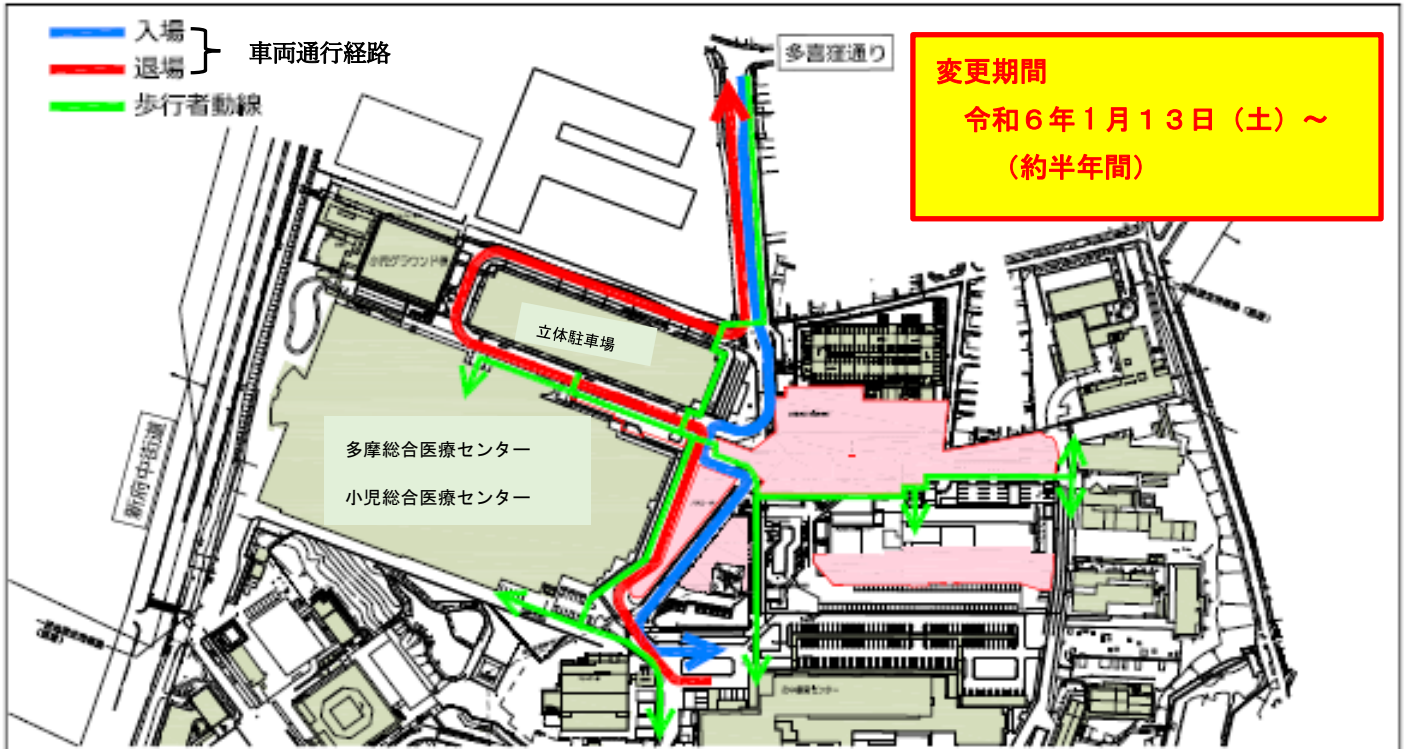 入場
退場
車両通行経路
歩行者動線
多喜窪通り
変更期間
令和６年１月１３日（土）～
（約半年間）
立体駐車場
多摩総合医療センター
小児総合医療センター
新府中街道